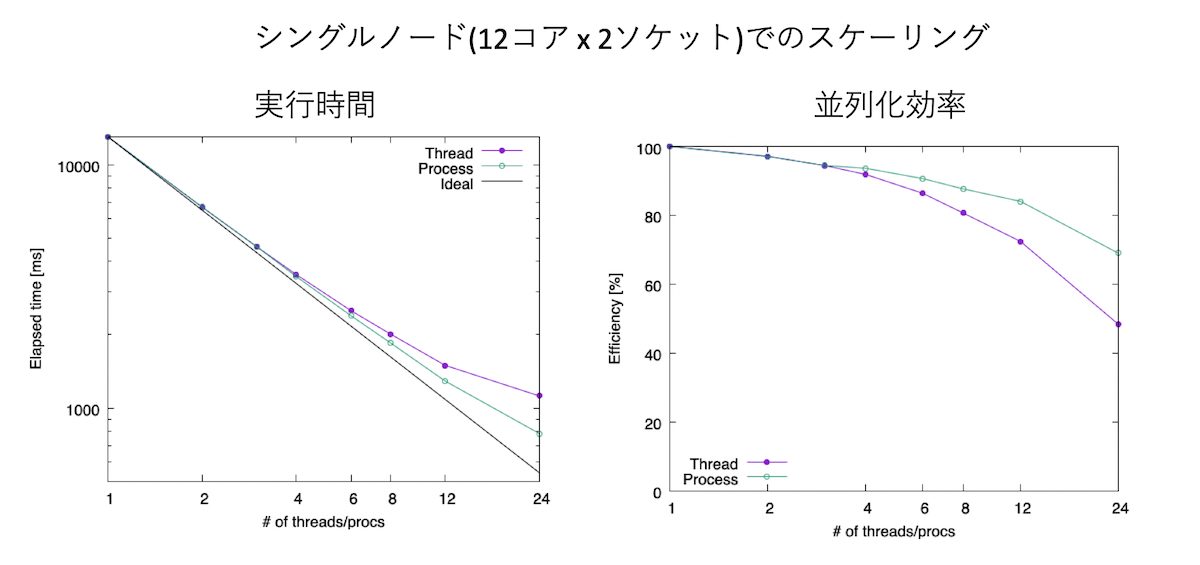 シングルノード(12コア x 2ソケット)でのスケーリング
実行時間
10000
1000
Elapsed time [ms]
Thread
Process
Ideal
1 2 4 6 8 12 24
# of threads/procs
並列化効率
100
80
60
40
20
0
Efficiency [%]
Thread
Process
1 2 4 6 8 12 24
# of threads/procs